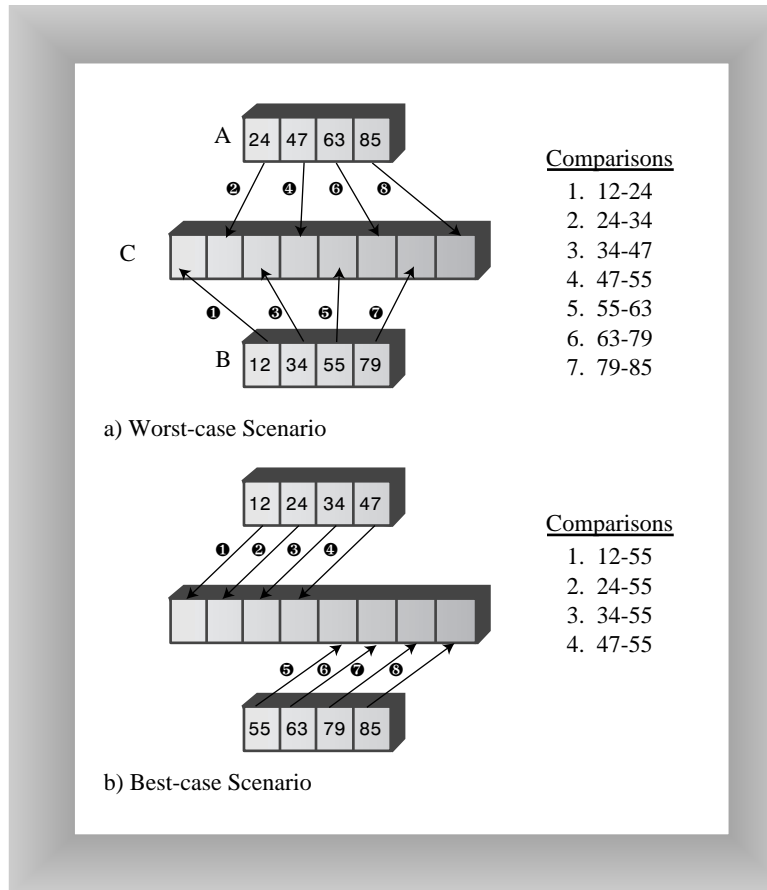 A
24 47 63 85
❷ ❹ ❻ ❽
C
❶ ❸ ❺ ❼
B
12 34 55 79
Comparisons
1. 12-24
2. 24-34
3. 34-47
4. 47-55
5. 55-63
6. 63-79
7. 79-85
a) Worst-case Scenario
12 24 34 47
❶ ❷ ❸ ❹
❺ ❻ ❼ ❽
55 63 79 85
Comparisons
1. 12-55
2. 24-55
3. 34-55
4. 47-55
b) Best-case Scenario